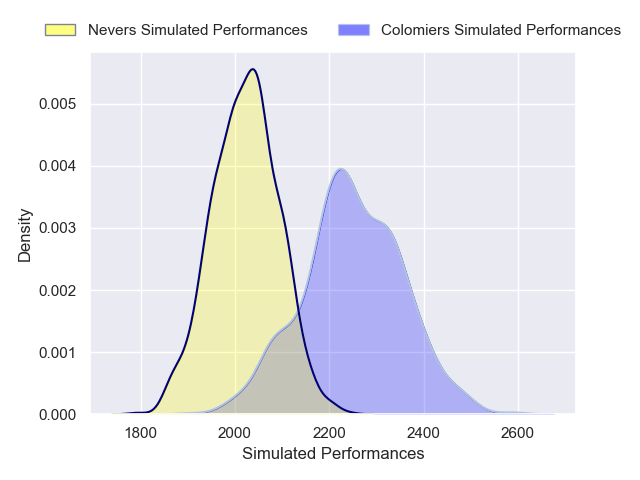 Nevers Simulated Performances Colomiers Simulated Performances
0.005
0.004
0.003
0.002
0.001
0.000
Density
1800 2000 2200 2400 2600
Simulated Performances